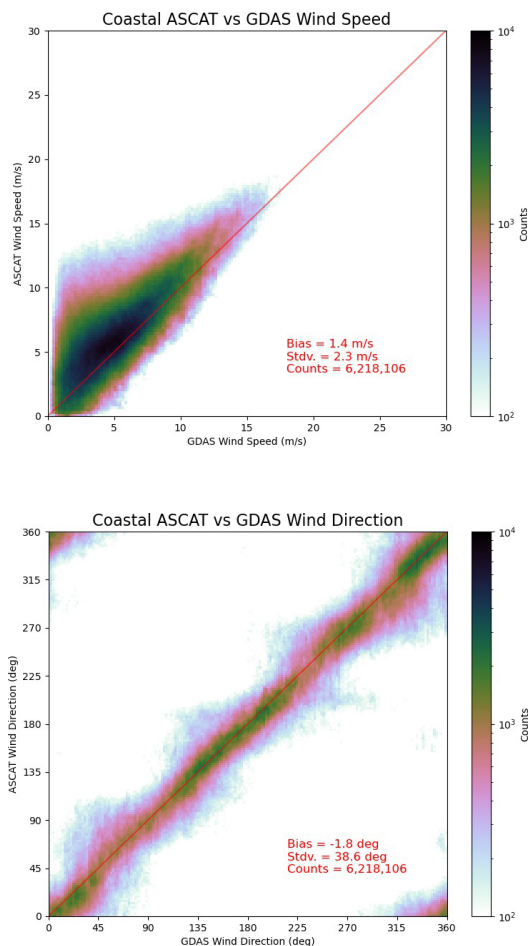 Coastal ASCAT vs GDAS Wind Speed
30
25
20
15
10
5
0
ASCAT Wind Speed (m/s)
Bias = 1.4 m/s
Stdv. = 2.3 m/s
Counts = 6,218,106
0 5 10 15 20 25 30
GDAS Wind Speed (m/s)
10^4
10^3
10^2
Counts
Coastal ASCAT vs GDAS Wind Direction
360
315
270
225
180
135
90
45
0
ASCAT Wind Direction (deg)
Bias = -1.8 deg
Stdv. = 38.6 deg
Counts = 6,218,106
0 45 90 135 180 225 270 315 360
GDAS Wind Direction (deg)
10^4
10^3
10^2
Counts